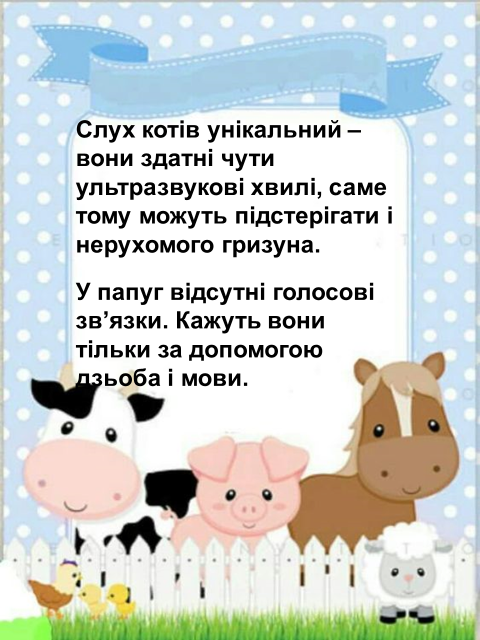 Слух котів унікальний –
вони здатні чути
ультразвукові хвилі, саме
тому можуть підстерігати і
нерухомого гризуна.
У папуг відсутні голосові
зв’язки. Кажуть вони
тільки за допомогою
дзьоба і мови.